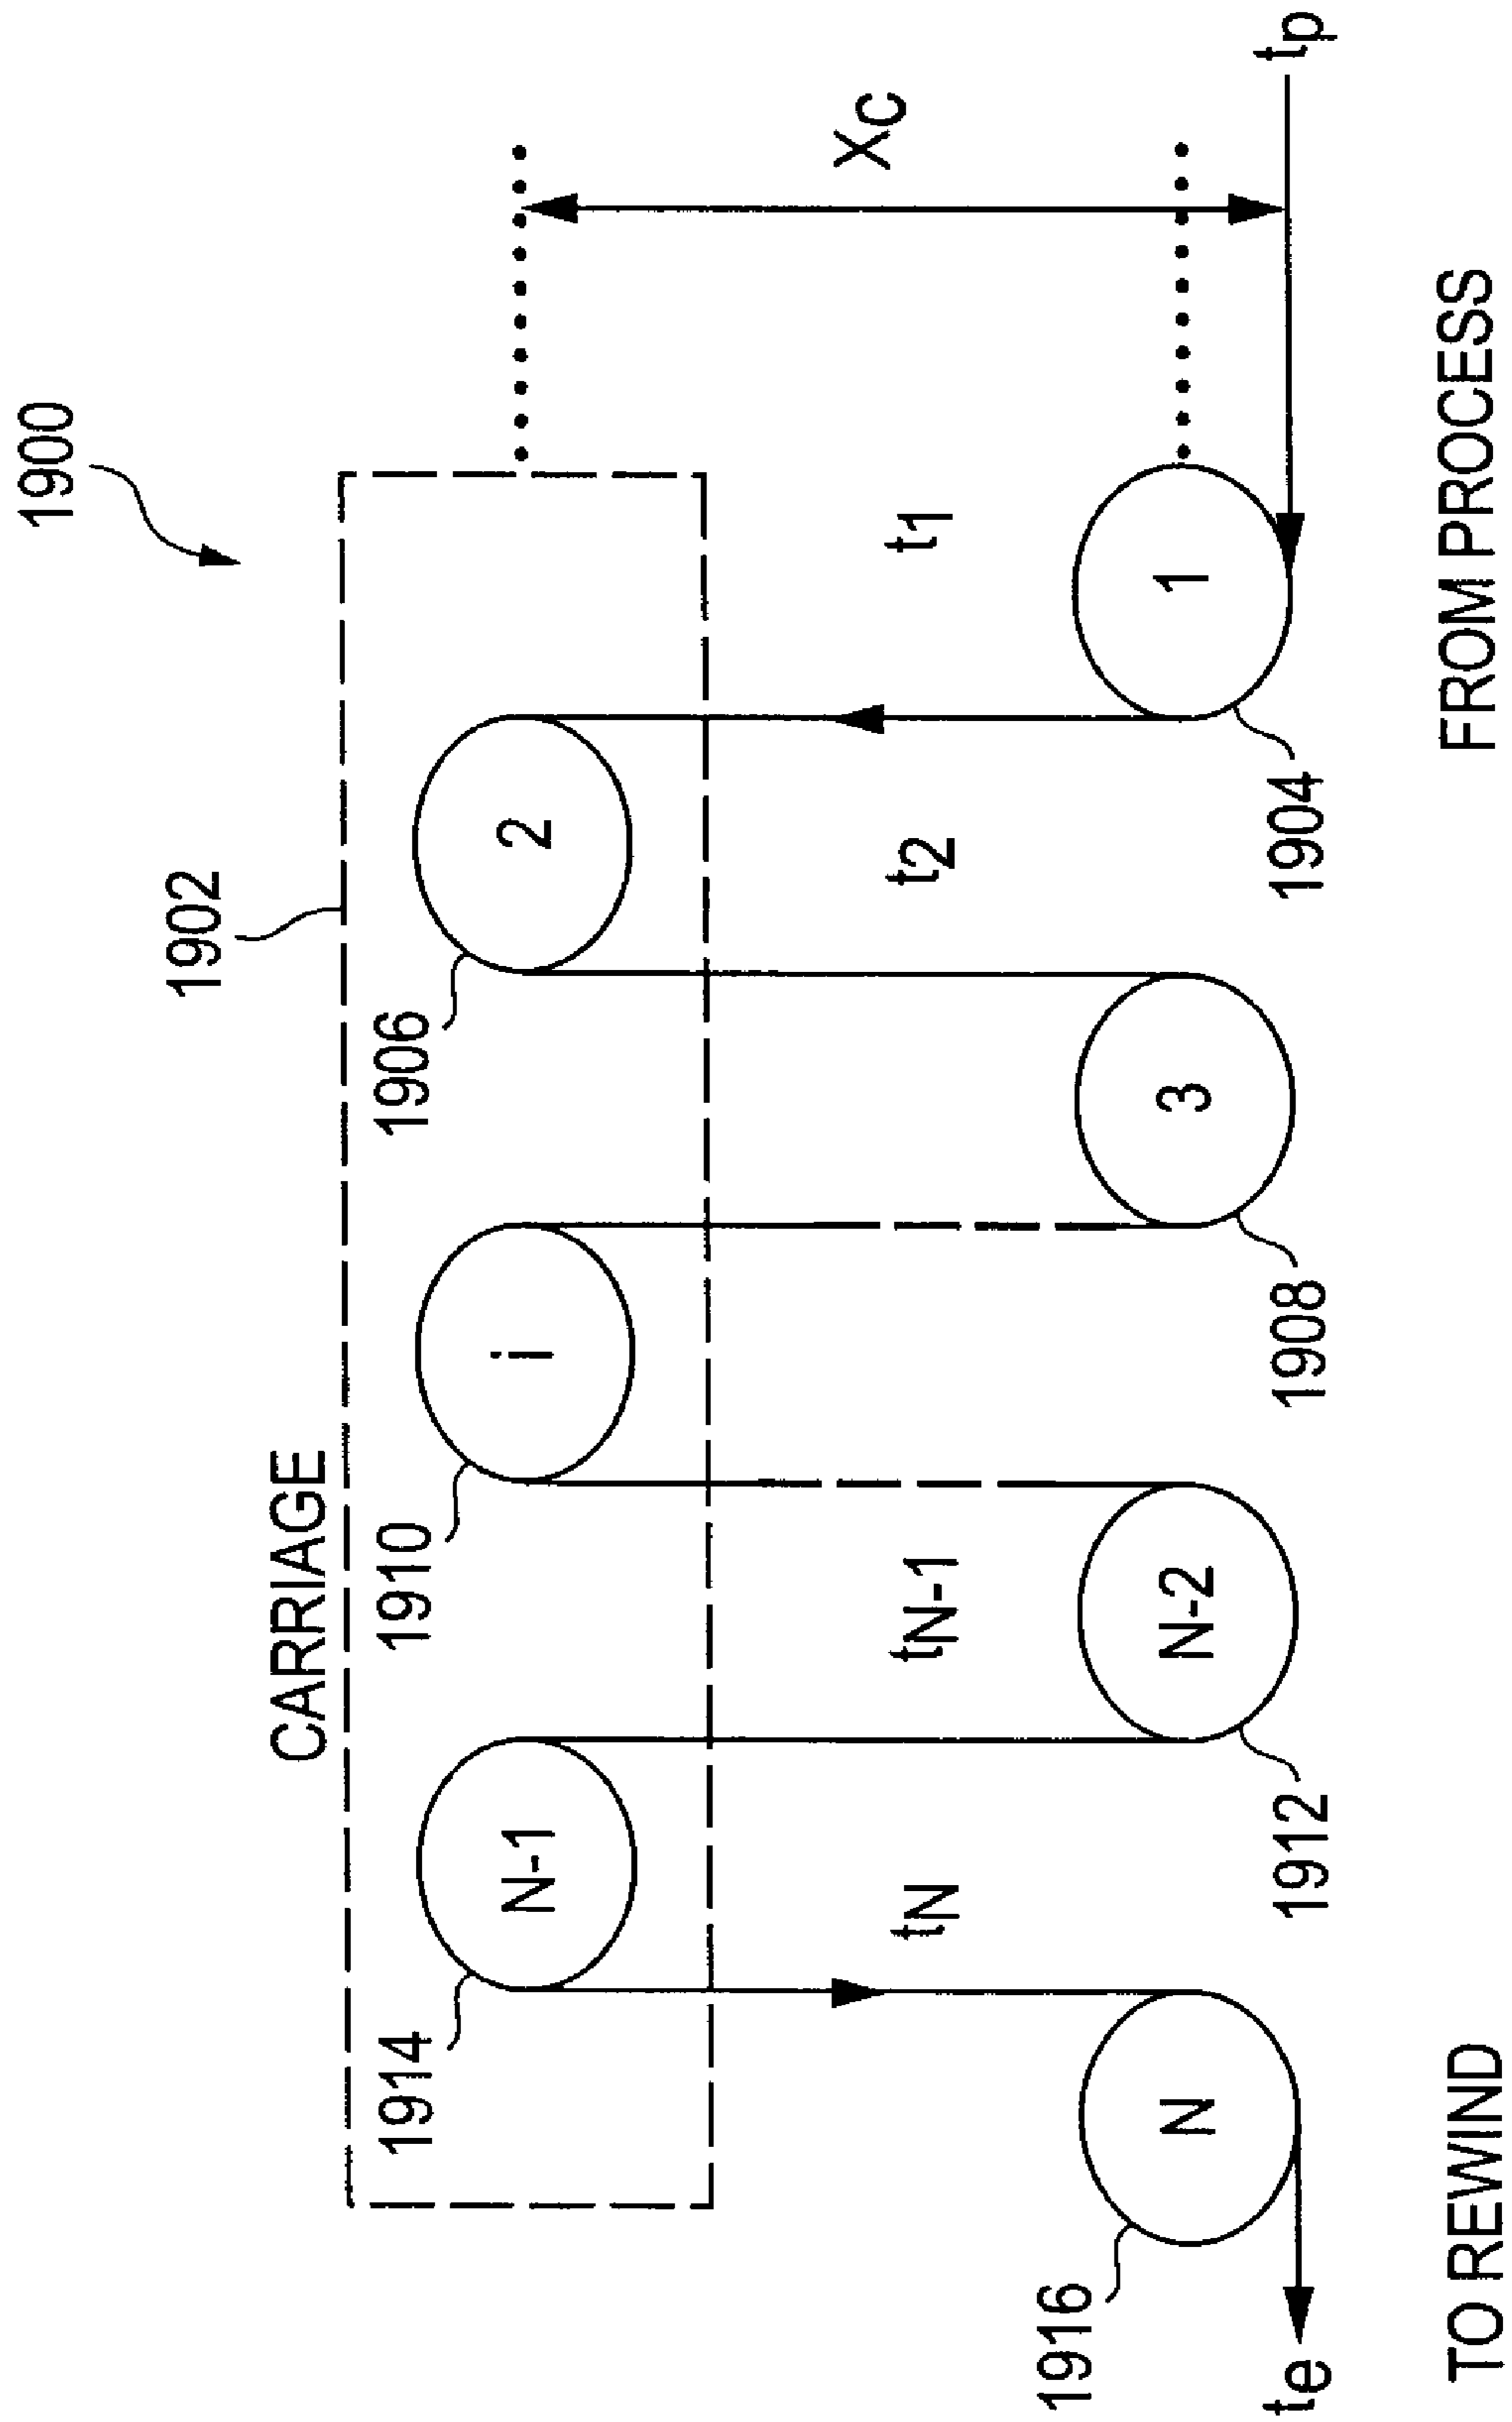 1900
1902
CARRIAGE
1914
1910
1906
N-1
i
2
tN
tN-1
t2
t1
XC
1916
N
N-2
3
1
te
1912
1908
1904
tp
TO REWIND
FROM PROCESS